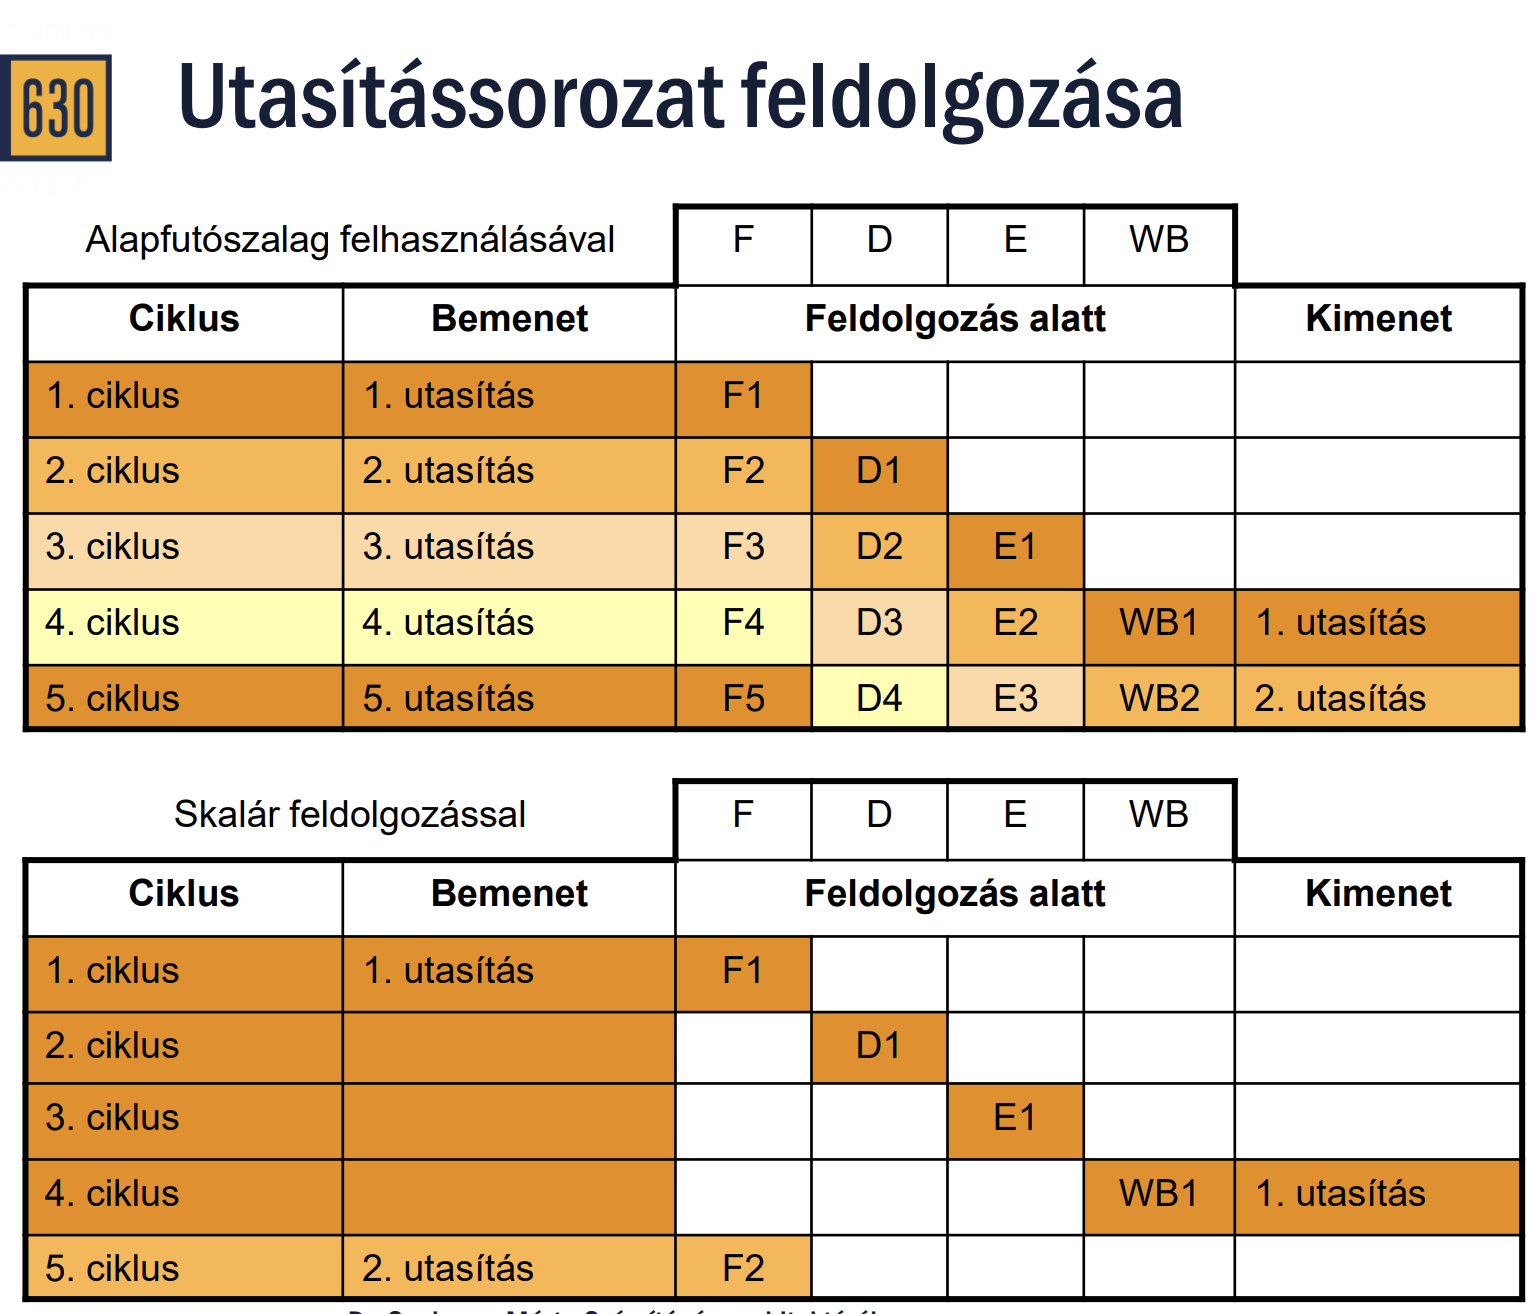 630
Utasítássorozat feldolgozása
Alapfutószalag felhasználásával F D E WB
Ciklus Bemenet Feldolgozás alatt Kimenet
1. ciklus 1. utasítás F1
2. ciklus 2. utasítás F2 D1
3. ciklus 3. utasítás F3 D2 E1
4. ciklus 4. utasítás F4 D3 E2 WB1 1. utasítás
5. ciklus 5. utasítás F5 D4 E3 WB2 2. utasítás
Skalár feldolgozással F D E WB
Ciklus Bemenet Feldolgozás alatt Kimenet
1. ciklus 1. utasítás F1
2. ciklus D1
3. ciklus E1
4. ciklus WB1 1. utasítás
5. ciklus 2. utasítás F2